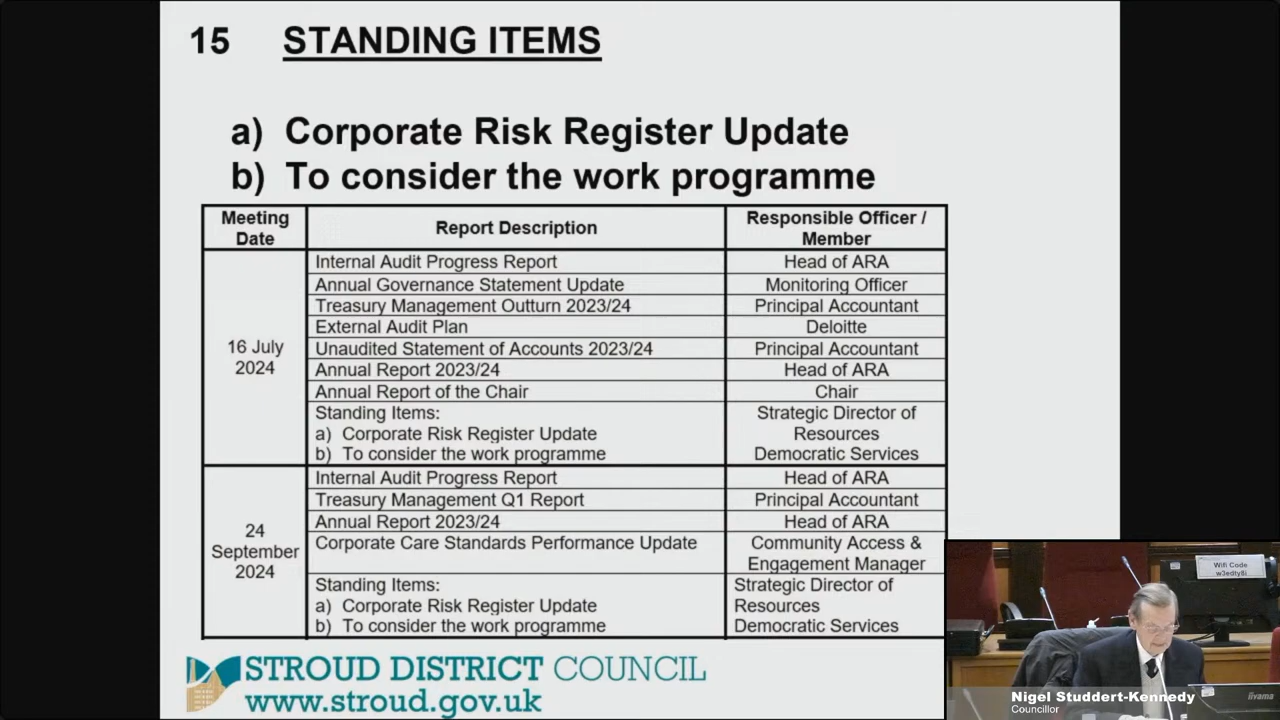 15 STANDING ITEMS
a) Corporate Risk Register Update
b) To consider the work programme
Meeting Date Report Description Responsible Officer / Member
16 July 2024
Internal Audit Progress Report Head of ARA
Annual Governance Statement Update Monitoring Officer
Treasury Management Outturn 2023/24 Principal Accountant
External Audit Plan Deloitte
Unaudited Statement of Accounts 2023/24 Principal Accountant
Annual Report 2023/24 Head of ARA
Annual Report of the Chair Chair
Standing Items: Strategic Director of
a) Corporate Risk Register Update Resources
b) To consider the work programme Democratic Services
24 September 2024
Internal Audit Progress Report Head of ARA
Treasury Management Q1 Report Principal Accountant
Annual Report 2023/24 Head of ARA
Corporate Care Standards Performance Update Community Access &
Engagement Manager
Standing Items: Strategic Director of
a) Corporate Risk Register Update Resources
b) To consider the work programme Democratic Services
STROUD DISTRICT COUNCIL
www.stroud.gov.uk
Wifi Code
Nigel Studdert-Kennedy
Councillor